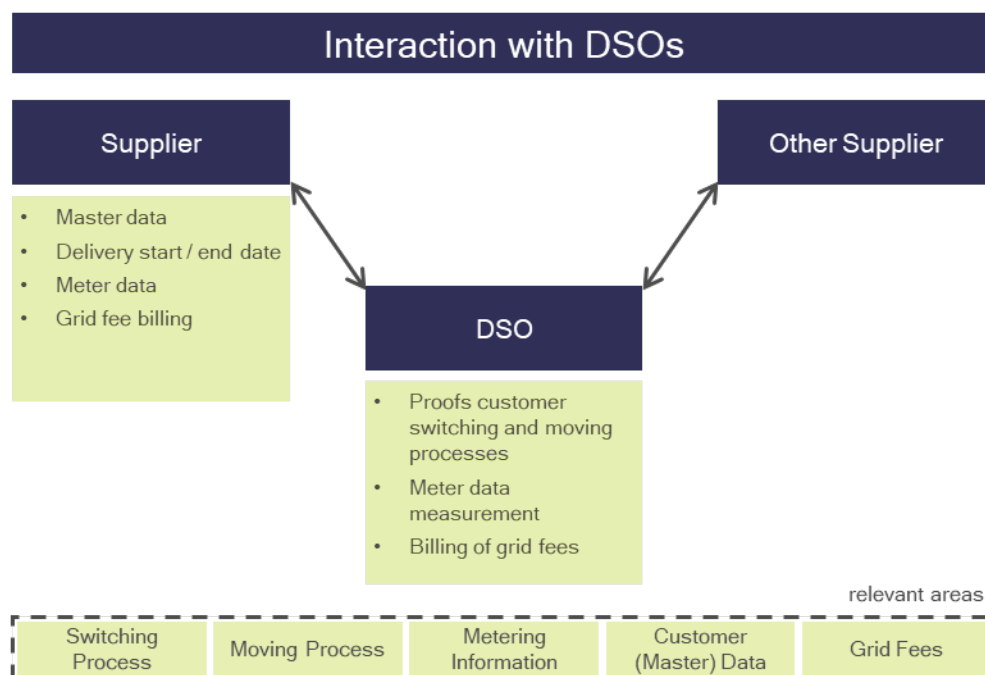 Interaction with DSOs
Supplier
Other Supplier
• Master data
• Delivery start / end date
• Meter data
• Grid fee billing
DSO
• Proofs customer
switching and moving
processes
• Meter data
measurement
• Billing of grid fees
relevant areas
Switching
Process
Moving Process
Metering
Information
Customer
(Master) Data
Grid Fees